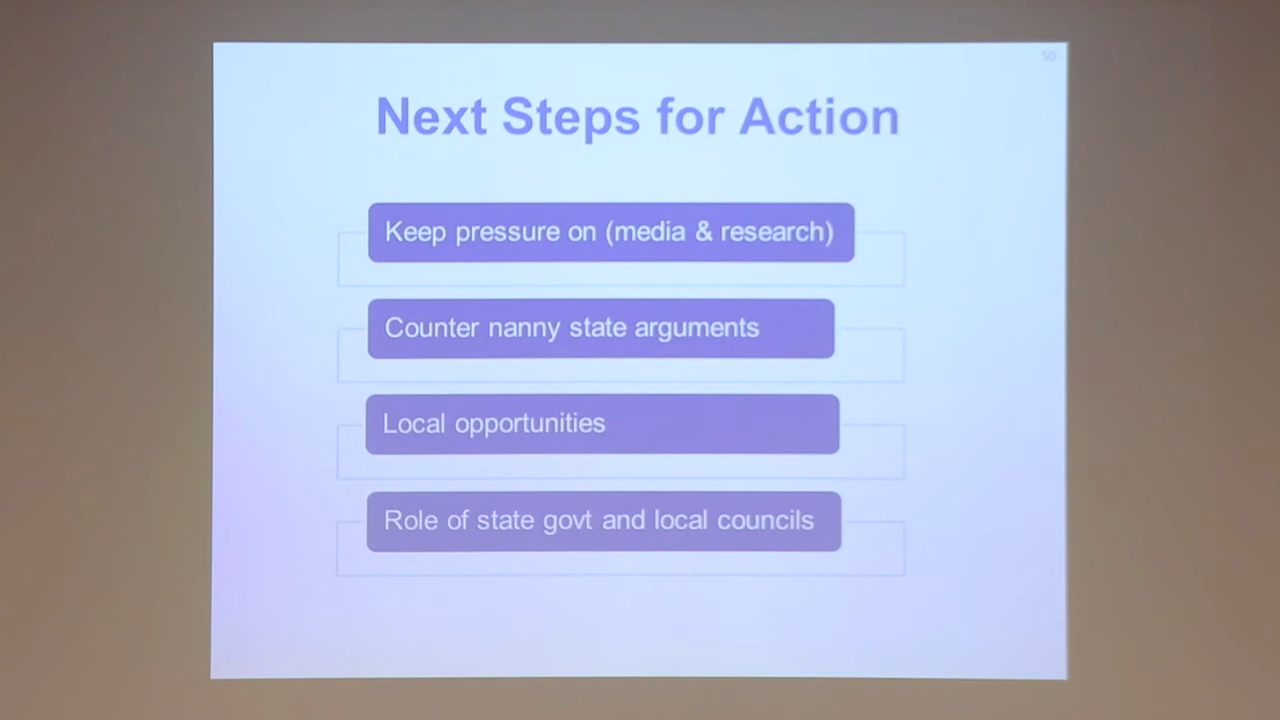 50
Next Steps for Action
Keep pressure on (media & research)
Counter nanny state arguments
Local opportunities
Role of state govt and local councils